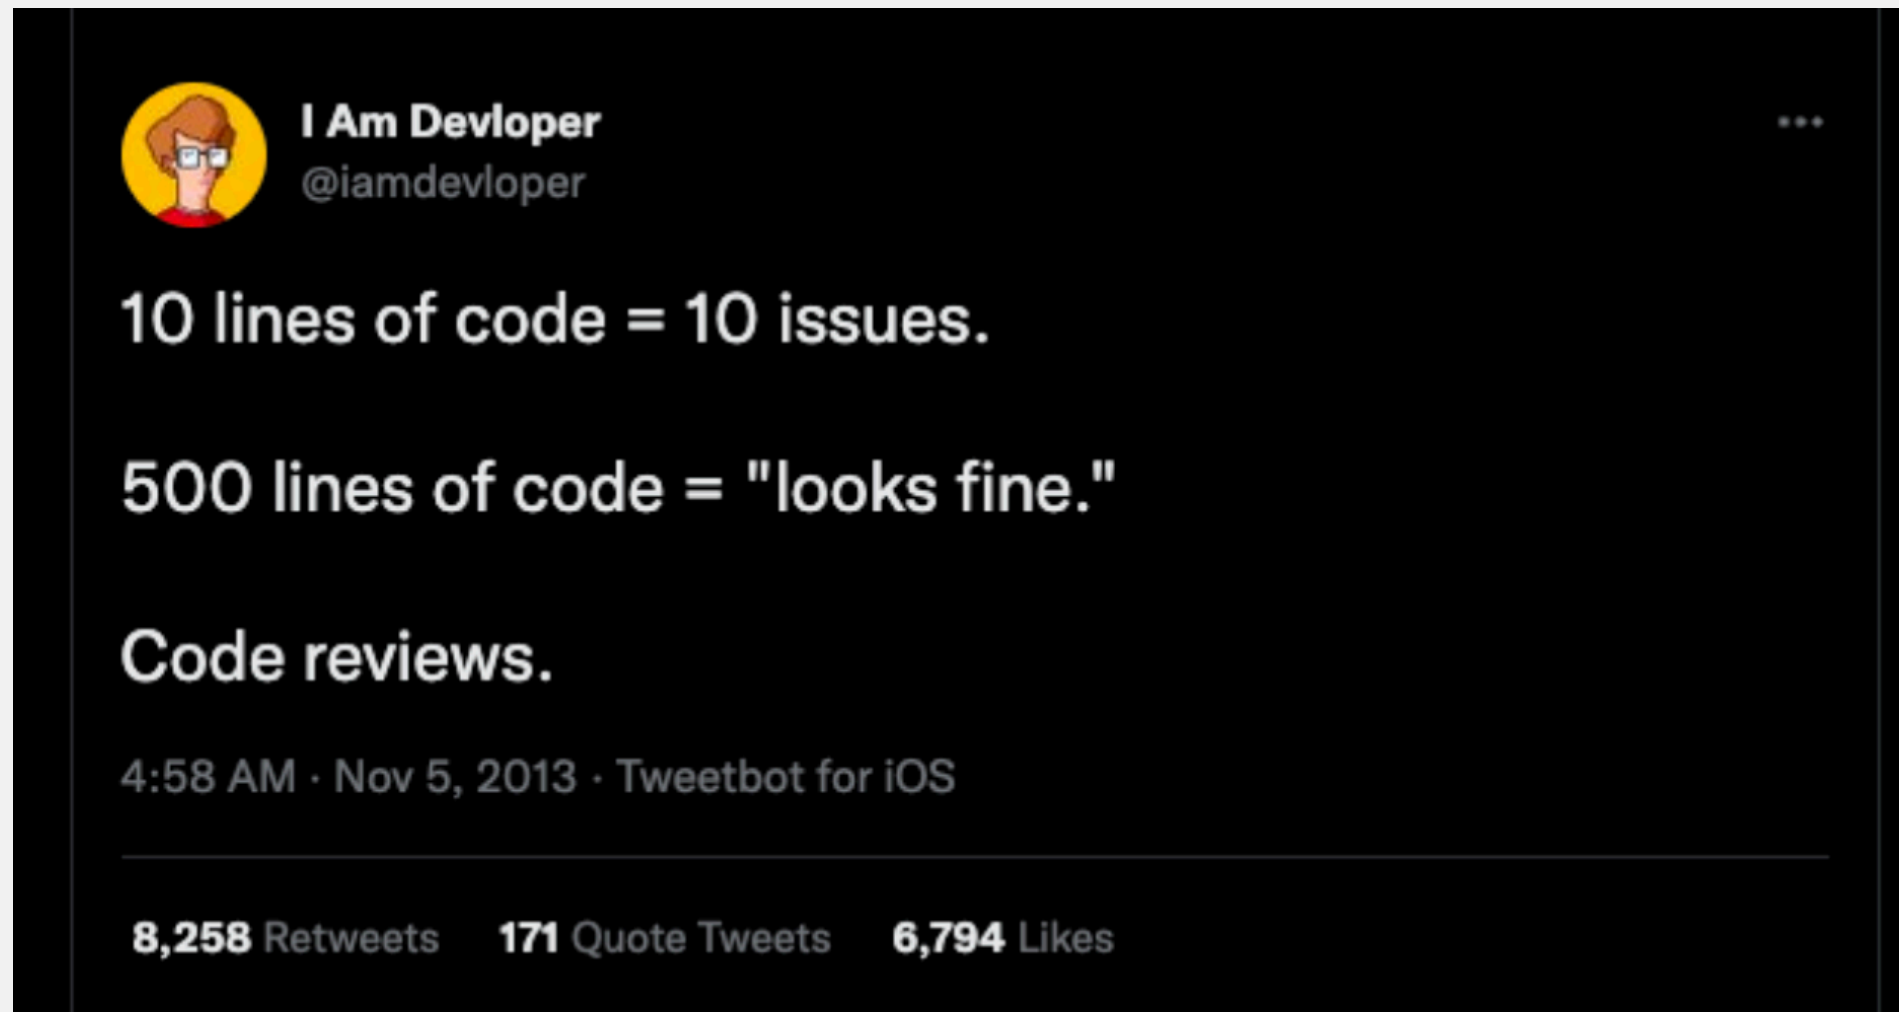 I Am Devloper
@iamdevloper
10 lines of code = 10 issues.
500 lines of code = "looks fine."
Code reviews.
4:58 AM · Nov 5, 2013 · Tweetbot for iOS
8,258 Retweets 171 Quote Tweets 6,794 Likes